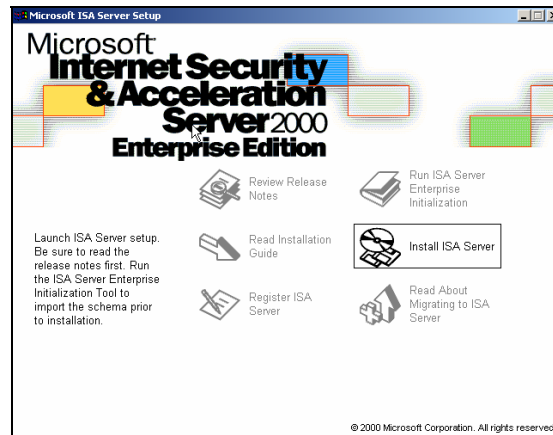 Microsoft ISA Server Setup
Microsoft
Internet Security
& Acceleration
Server 2000
Enterprise Edition
Review Release
Notes
Run ISA Server
Enterprise
Initialization
Launch ISA Server setup.
Be sure to read the
release notes first. Run
the ISA Server Enterprise
Initialization Tool to
import the schema prior
to installation.
Read Installation
Guide
Install ISA Server
Register ISA
Server
Read About
Migrating to ISA
Server
© 2000 Microsoft Corporation. All rights reserved